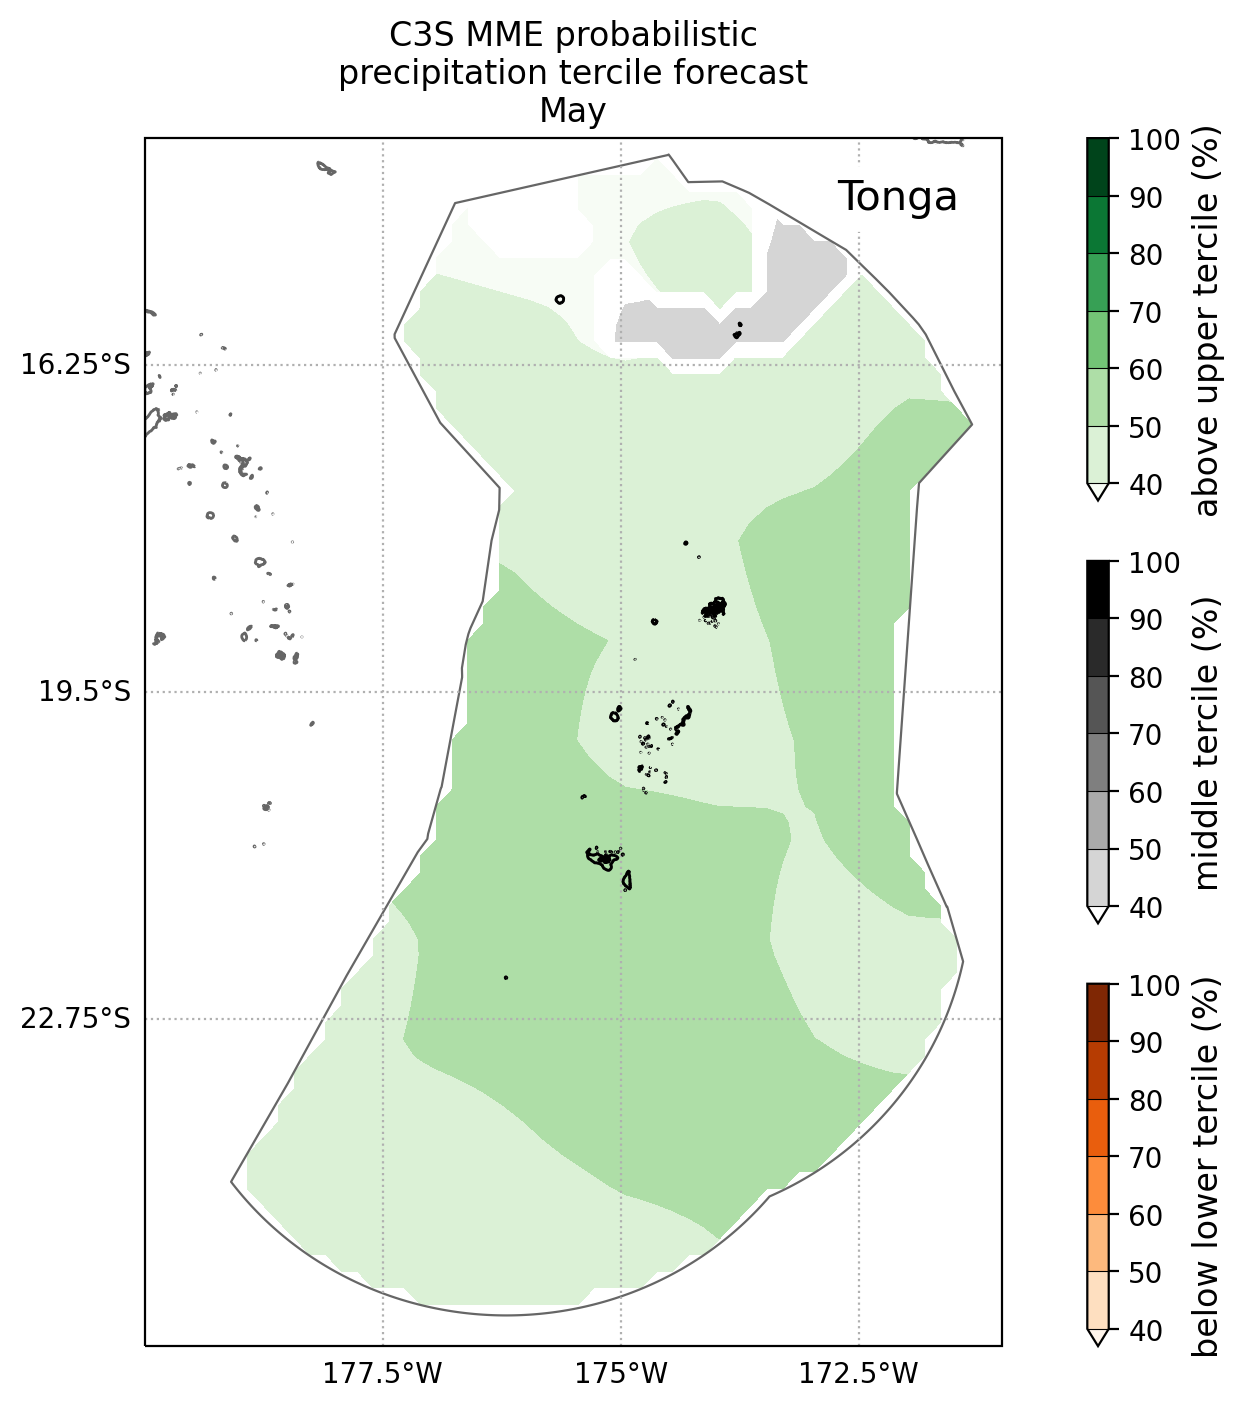 C3S MME probabilistic
precipitation tercile forecast
May
Tonga
16.25°S
19.5°S
22.75°S
177.5°W
175°W
172.5°W
100
90
80
70
60
50
40
above upper tercile (%)
100
90
80
70
60
50
40
middle tercile (%)
100
90
80
70
60
50
40
below lower tercile (%)